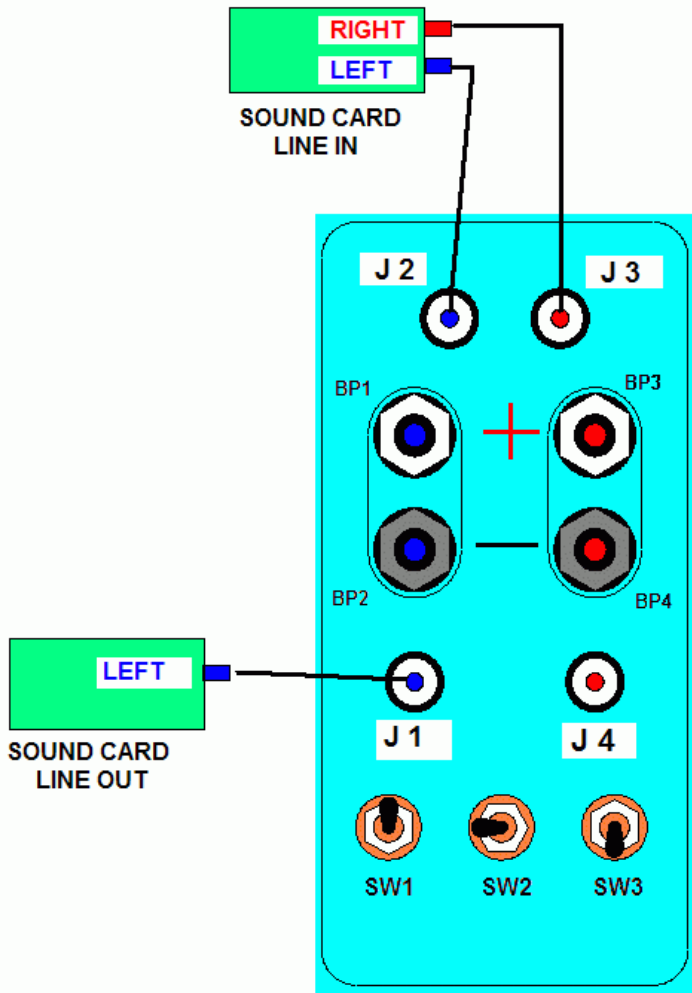 RIGHT
LEFT
SOUND CARD
LINE IN
J 2
J 3
BP1
BP3
+
—
BP2
BP4
LEFT
SOUND CARD
LINE OUT
J 1
J 4
SW1
SW2
SW3